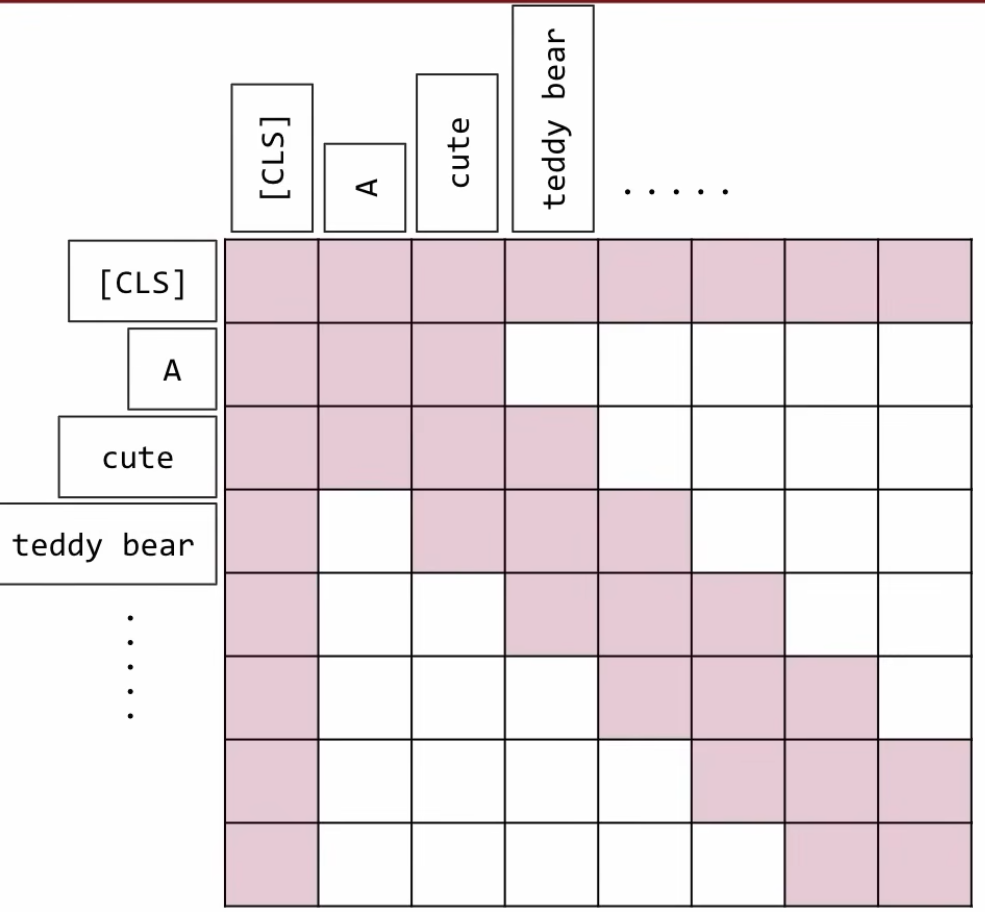 [CLS]
A
cute
teddy bear
.....
[CLS]
A
cute
teddy bear
.....